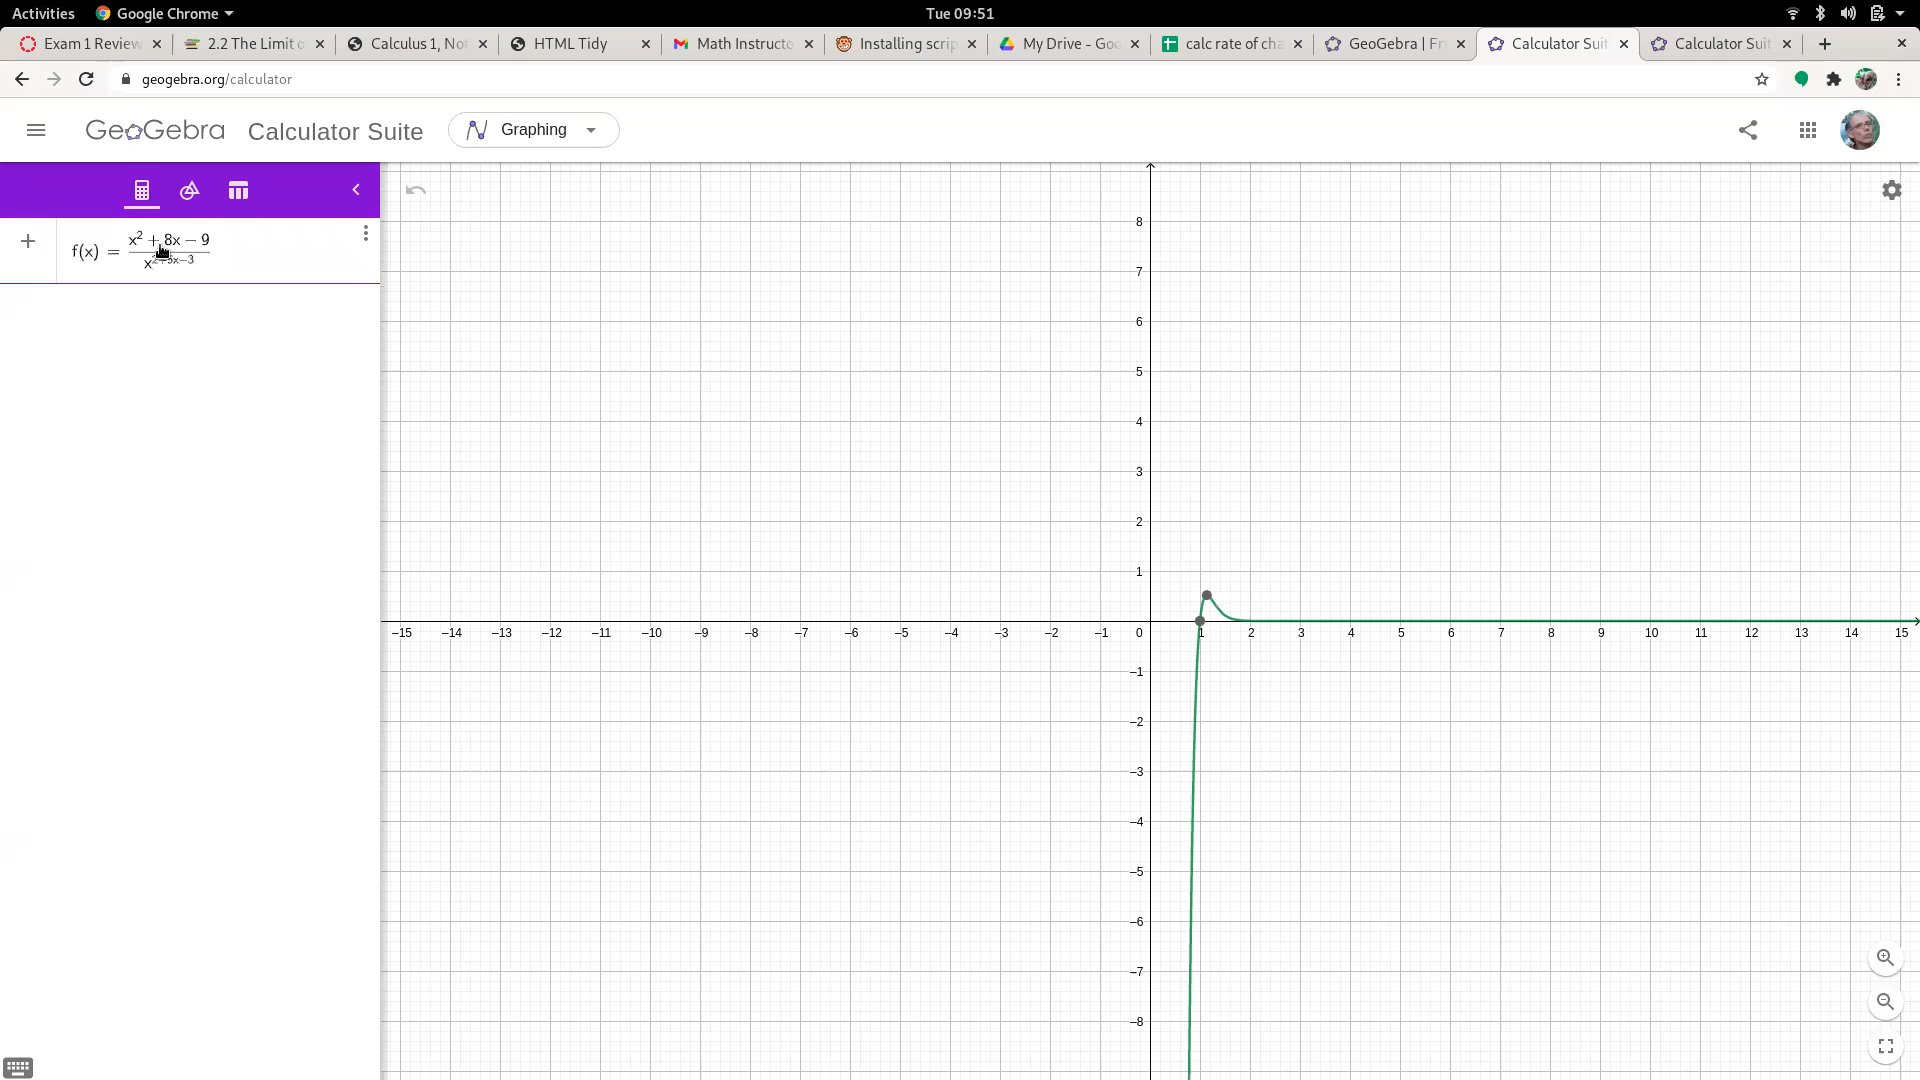 Activities Google Chrome Tue 09:51
Exam 1 Review 2.2 The Limit o Calculus 1, No HTML Tidy Math Instructo Installing scrip My Drive - Goo calc rate of cha GeoGebra | Fr Calculator Suit Calculator Suit
geogebra.org/calculator
GeoGebra Calculator Suite Graphing
f(x) = (x² + 8x − 9)/
8
7
6
5
4
3
2
1
−15 −14 −13 −12 −11 −10 −9 −8 −7 −6 −5 −4 −3 −2 −1 0 1 2 3 4 5 6 7 8 9 10 11 12 13 14 15
−1
−2
−3
−4
−5
−6
−7
−8